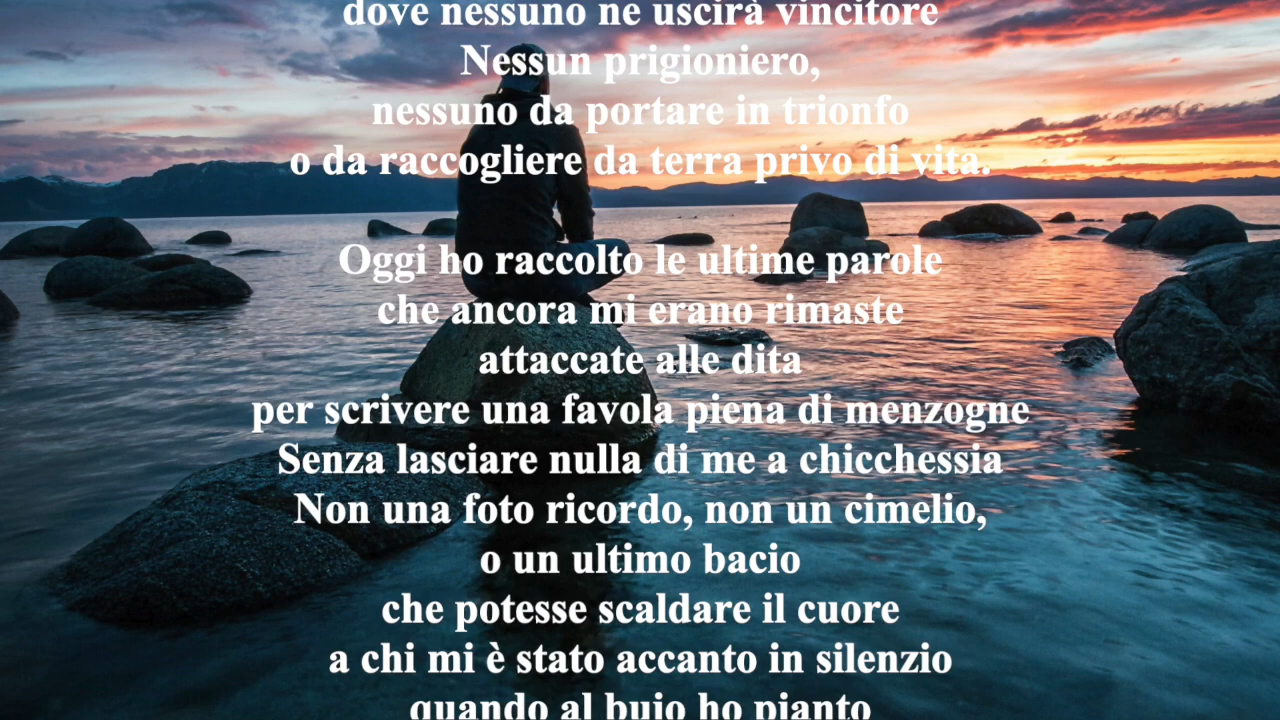 dove nessuno ne uscirà vincitore
Nessun prigioniero,
nessuno da portare in trionfo
o da raccogliere da terra privo di vita.
Oggi ho raccolto le ultime parole
che ancora mi erano rimaste
attaccate alle dita
per scrivere una favola piena di menzogne
Senza lasciare nulla di me a chicchessia
Non una foto ricordo, non un cimelio,
o un ultimo bacio
che potesse scaldare il cuore
a chi mi è stato accanto in silenzio
quando al buio ho pianto